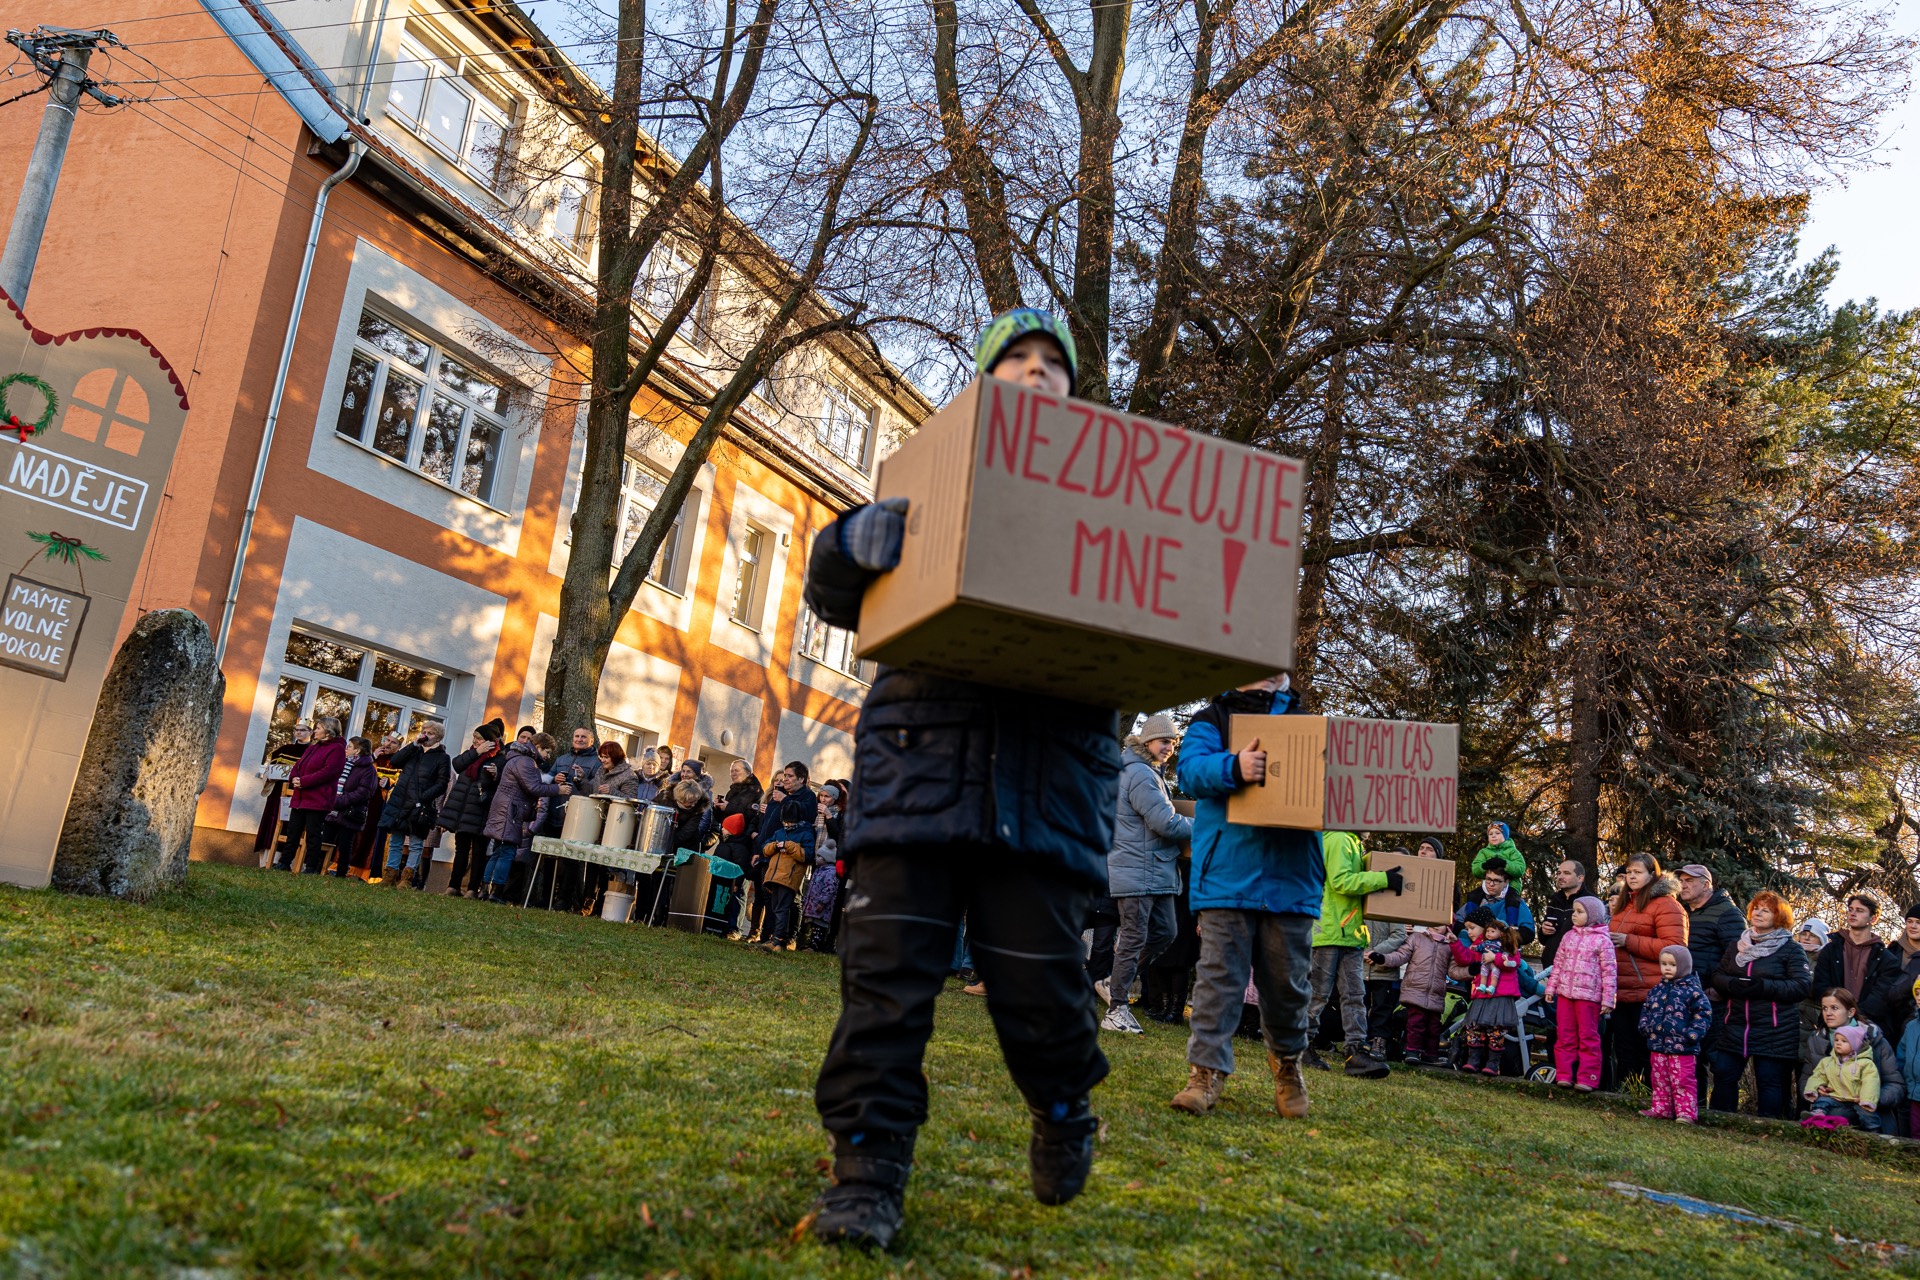 NADĚJE
MÁME
VOLNÉ
POKOJE
NEZDRŽUJTE
MNE !
NEMÁM ČAS
NA ZBYTEČNOSTI